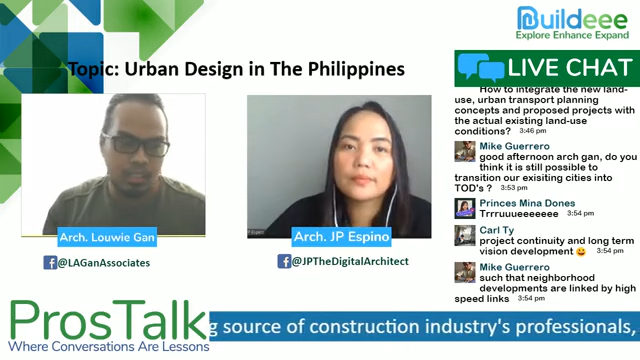 Buildeee
Explore Enhance Expand
Topic: Urban Design in The Philippines
LIVE CHAT
How to integrate the new land-
use, urban transport planning
concepts and proposed projects with
the actual existing land-use
conditions? 3:46 pm
Mike Guerrero
good afternoon arch gan, do you
think it is still possible to
transition our exisiting cities into
TOD's ? 3:53 pm
Princes Mina Dones
Trrruuueeeeeee 3:54 pm
Carl Ty
project continuity and long term
vision development 😀 3:54 pm
Mike Guerrero
such that neighborhood
developments are linked by high
speed links 3:54 pm
Arch. Louwie Gan
@LAGanAssociates
Arch. JP Espino
@JPTheDigitalArchitect
ProsTalk
Where Conversations Are Lessons
g source of construction industry's professionals,